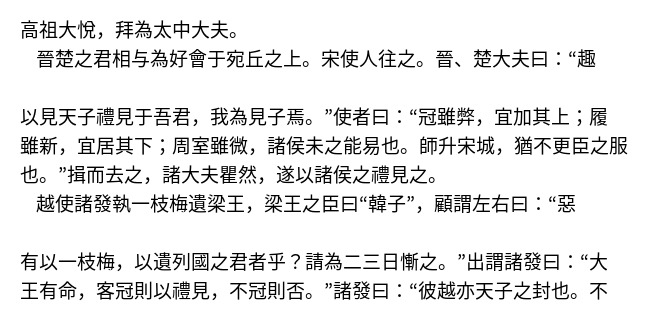 高祖大悅，拜為太中大夫。
晉楚之君相与為好會于宛丘之上。宋使人往之。晉、楚大夫曰：“趣
以見天子禮見于吾君，我為見子焉。”使者曰：“冠雖弊，宜加其上；履
雖新，宜居其下；周室雖微，諸侯未之能易也。師升宋城，猶不更臣之服
也。”揖而去之，諸大夫瞿然，遂以諸侯之禮見之。
越使諸發執一枝梅遺梁王，梁王之臣曰“韓子”，顧謂左右曰：“惡
有以一枝梅，以遺列國之君者乎？請為二三日慚之。”出謂諸發曰：“大
王有命，客冠則以禮見，不冠則否。”諸發曰：“彼越亦天子之封也。不